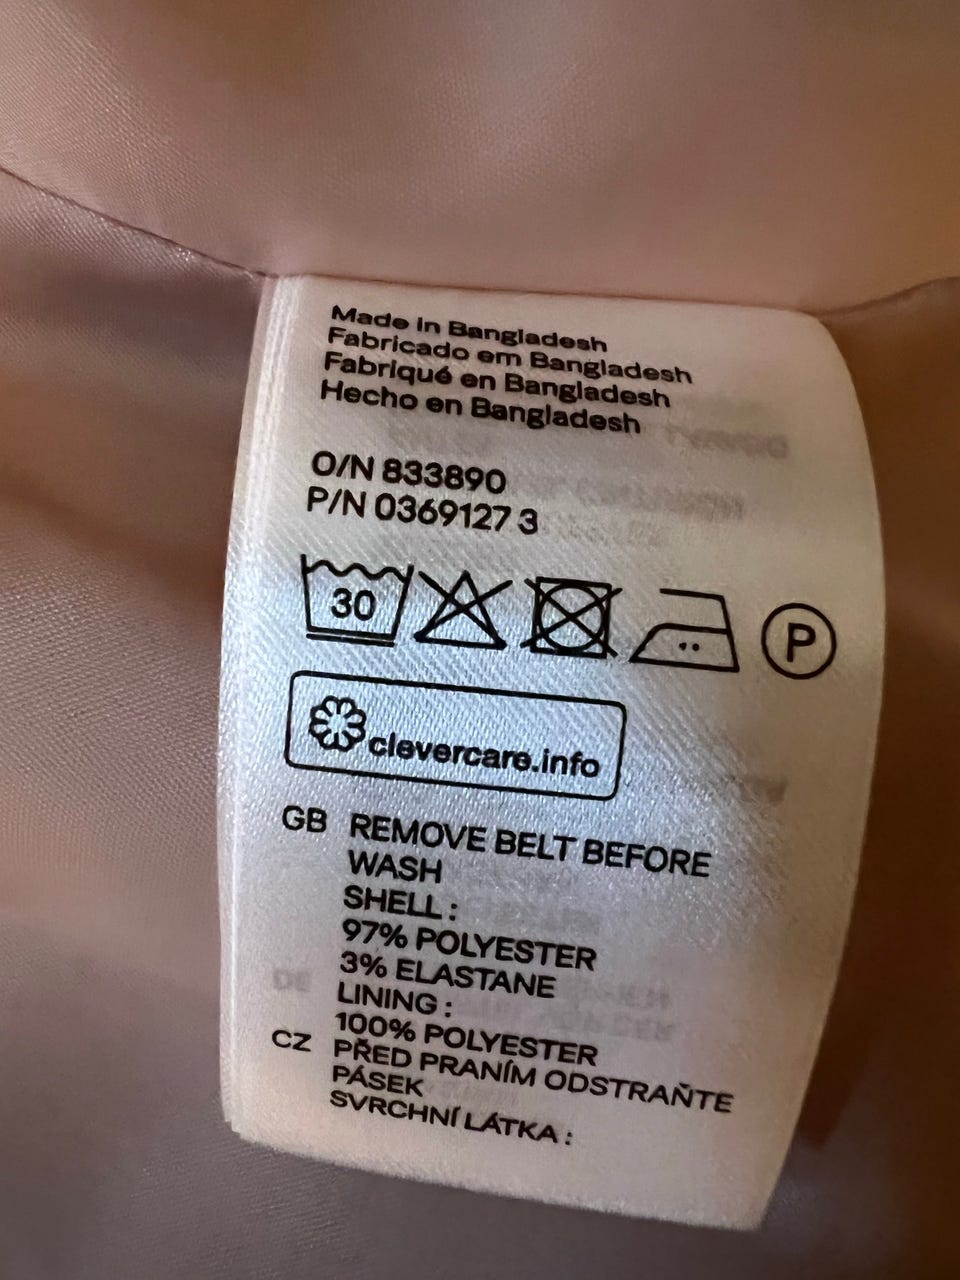 Made in Bangladesh
Fabricado em Bangladesh
Fabriqué en Bangladesh
Hecho en Bangladesh
O/N 833890
P/N 0369127 3
30 P
clevercare.info
GB REMOVE BELT BEFORE
WASH
SHELL :
97% POLYESTER
3% ELASTANE
LINING :
100% POLYESTER
CZ PŘED PRANÍM ODSTRAŇTE
PÁSEK
SVRCHNÍ LÁTKA :